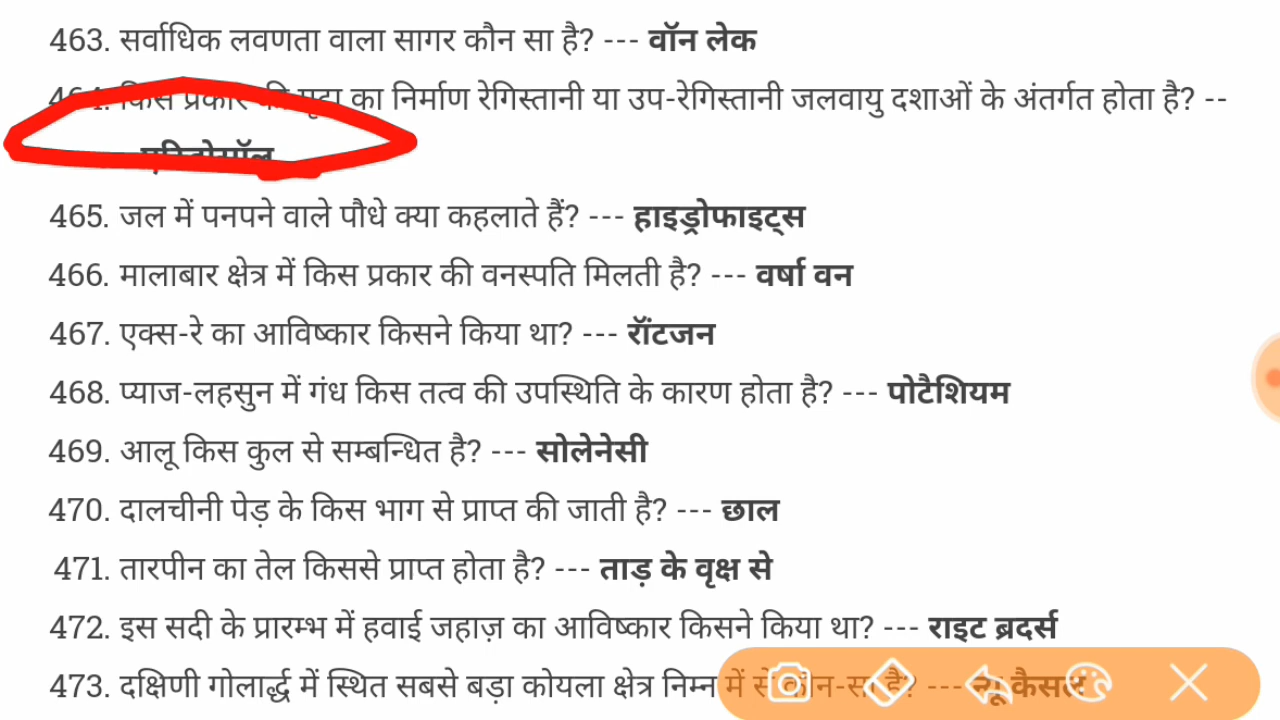 463. सर्वाधिक लवणता वाला सागर कौन सा है? --- वॉन लेक
464. किस प्रकार की मृदा का निर्माण रेगिस्तानी या उप-रेगिस्तानी जलवायु दशाओं के अंतर्गत होता है? --
465. जल में पनपने वाले पौधे क्या कहलाते हैं? --- हाइड्रोफाइट्स
466. मालाबार क्षेत्र में किस प्रकार की वनस्पति मिलती है? --- वर्षा वन
467. एक्स-रे का आविष्कार किसने किया था? --- रॉटजन
468. प्याज-लहसुन में गंध किस तत्व की उपस्थिति के कारण होता है? --- पोटैशियम
469. आलू किस कुल से सम्बन्धित है? --- सोलेनेसी
470. दालचीनी पेड़ के किस भाग से प्राप्त की जाती है? --- छाल
471. तारपीन का तेल किससे प्राप्त होता है? --- ताड़ के वृक्ष से
472. इस सदी के प्रारम्भ में हवाई जहाज़ का आविष्कार किसने किया था? --- राइट ब्रदर्स
473. दक्षिणी गोलार्द्ध में स्थित सबसे बड़ा कोयला क्षेत्र निम्न में से कौन-सा है? --- न्यू कैसल